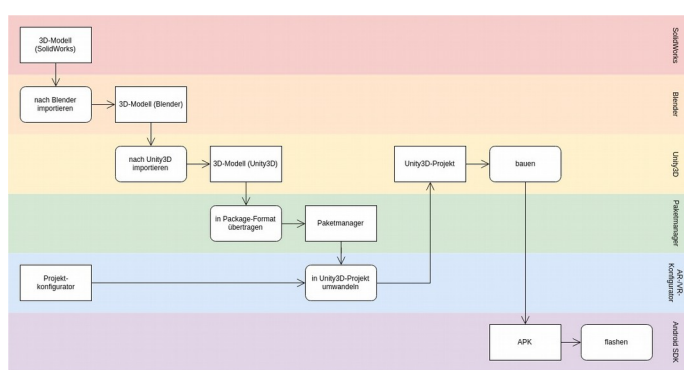 3D-Modell
(SolidWorks)
SolidWorks
nach Blender
importieren
3D-Modell (Blender)
Blender
nach Unity3D
importieren
3D-Modell (Unity3D)
Unity3D-Projekt
bauen
Unity3D
in Package-Format
übertragen
Paketmanager
Paketmanager
Projekt-
konfigurator
in Unity3D-Projekt
umwandeln
AR-/VR-
Konfigurator
APK
flashen
Android SDK